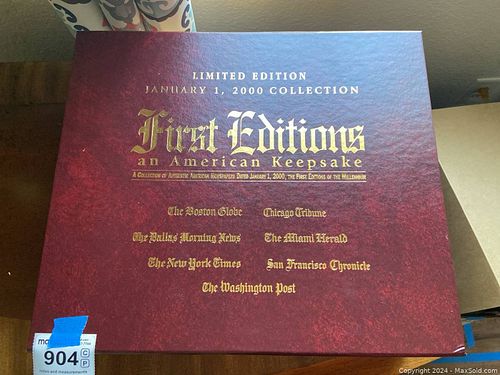 LIMITED EDITION
JANUARY 1, 2000 COLLECTION
First Editions
an American Keepsake
A COLLECTION OF AUTHENTIC AMERICAN NEWSPAPERS DATED JANUARY 1, 2000, THE FIRST EDITIONS OF THE MILLENNIUM
The Boston Globe Chicago Tribune
The Dallas Morning News The Miami Herald
The New York Times San Francisco Chronicle
The Washington Post
904
C
P
Copyright 2024 - MaxSold.com